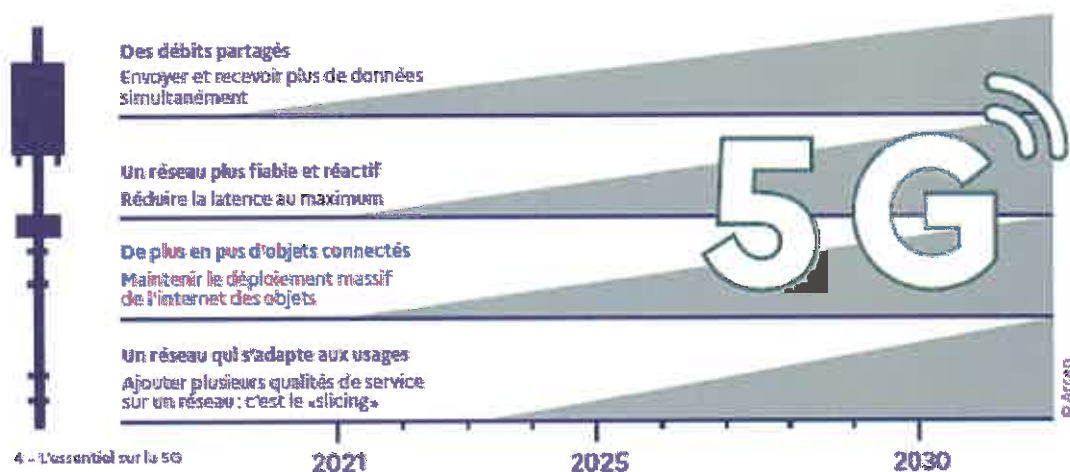 Des débits partagés
Envoyer et recevoir plus de données
simultanément
Un réseau plus fiable et réactif
Réduire la latence au maximum
5G
De plus en pus d'objets connectés
Maintenir le déploiement massif
de l'internet des objets
Un réseau qui s'adapte aux usages
Ajouter plusieurs qualités de service
sur un réseau : c'est le «slicing»
© Arcep
4 - L'essentiel sur la 5G
2021
2025
2030